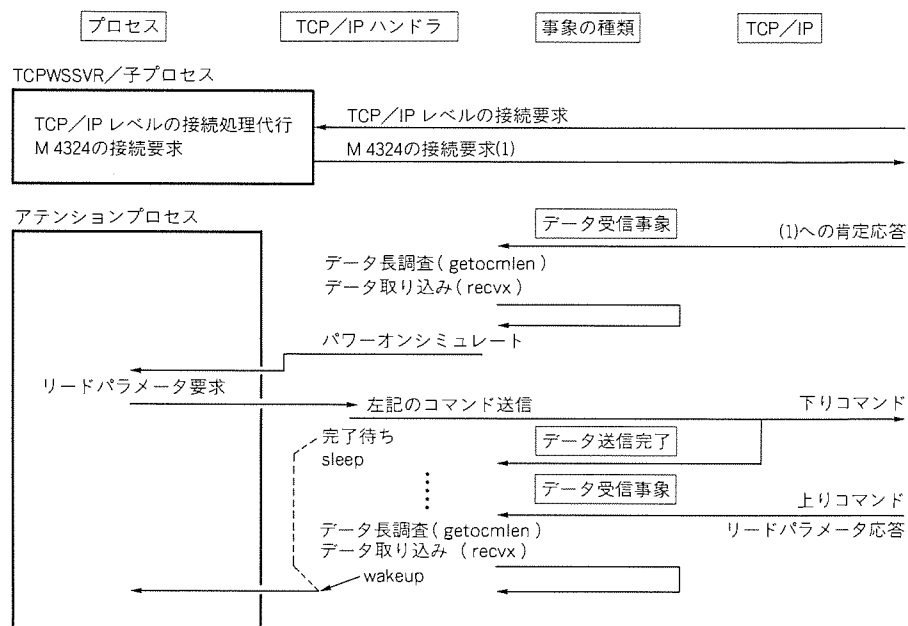 プロセス TCP/IP ハンドラ 事象の種類 TCP/IP
TCPWSSVR/子プロセス
TCP/IP レベルの接続処理代行
M 4324の接続要求
TCP/IP レベルの接続要求
M 4324の接続要求(1)
アテンションプロセス
データ受信事象
(1)への肯定応答
データ長調査(getocmlen)
データ取り込み(recvx)
パワーオンシミュレート
リードパラメータ要求
左記のコマンド送信
下りコマンド
完了待ち
sleep
データ送信完了
データ受信事象
上りコマンド
リードパラメータ応答
データ長調査(getocmlen)
データ取り込み (recvx)
wakeup